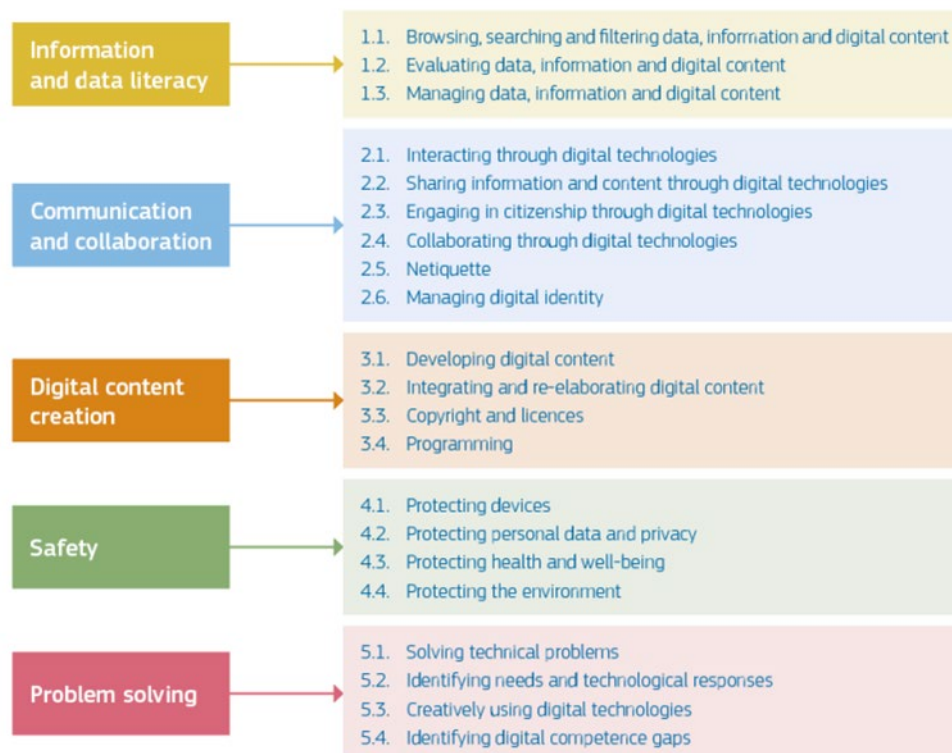 Information
and data literacy
1.1. Browsing, searching and filtering data, information and digital content
1.2. Evaluating data, information and digital content
1.3. Managing data, information and digital content
Communication
and collaboration
2.1. Interacting through digital technologies
2.2. Sharing information and content through digital technologies
2.3. Engaging in citizenship through digital technologies
2.4. Collaborating through digital technologies
2.5. Netiquette
2.6. Managing digital identity
Digital content
creation
3.1. Developing digital content
3.2. Integrating and re-elaborating digital content
3.3. Copyright and licences
3.4. Programming
Safety
4.1. Protecting devices
4.2. Protecting personal data and privacy
4.3. Protecting health and well-being
4.4. Protecting the environment
Problem solving
5.1. Solving technical problems
5.2. Identifying needs and technological responses
5.3. Creatively using digital technologies
5.4. Identifying digital competence gaps